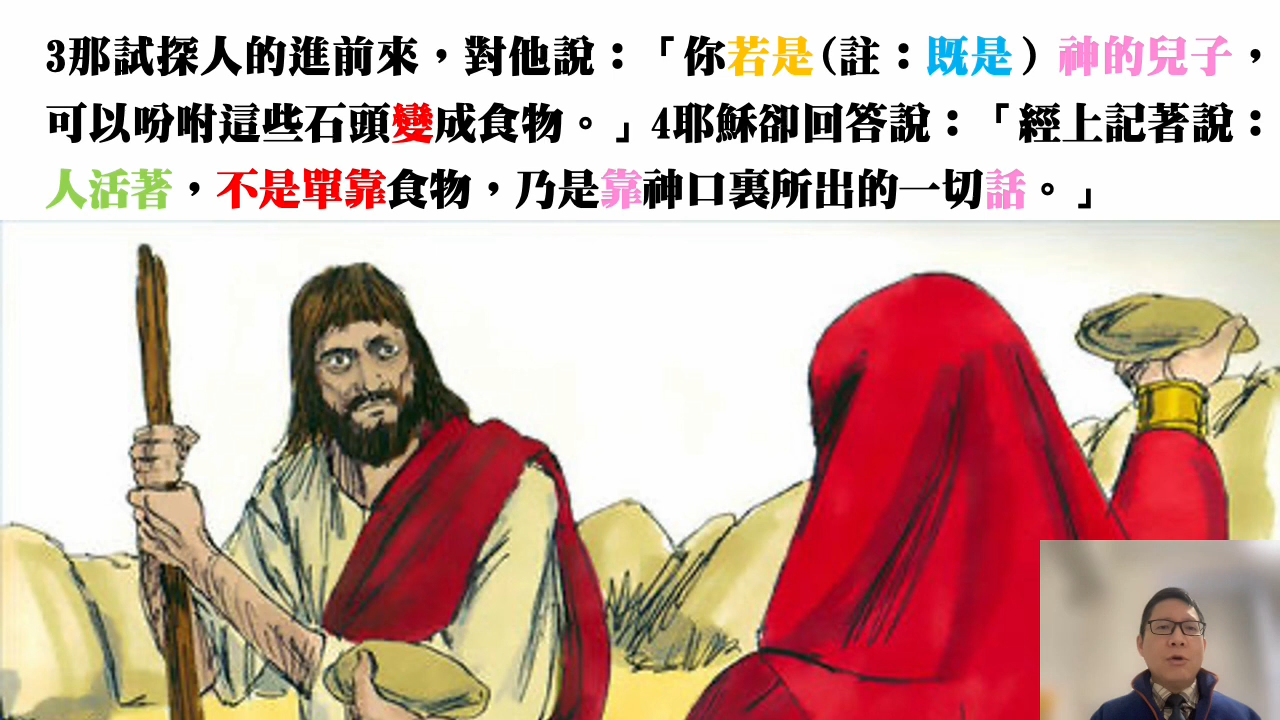 3那試探人的進前來，對他說：「你若是(註：既是）神的兒子，
可以吩咐這些石頭變成食物。」4耶穌卻回答說：「經上記著說：
人活著，不是單靠食物，乃是靠神口裏所出的一切話。」